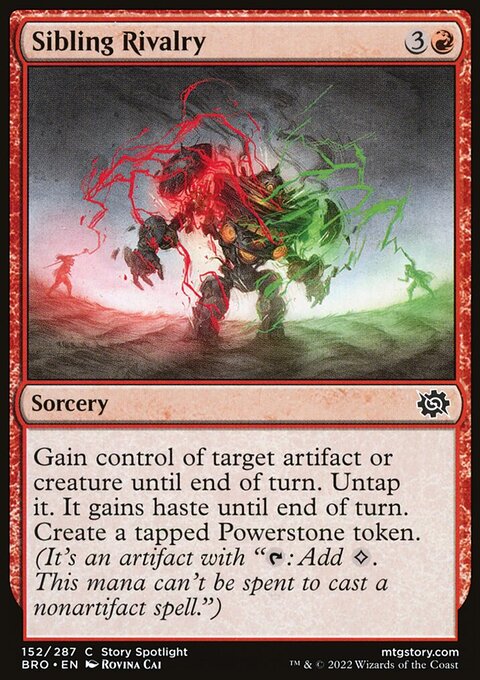 Sibling Rivalry 3
Sorcery
Gain control of target artifact or
creature until end of turn. Untap
it. It gains haste until end of turn.
Create a tapped Powerstone token.
(It's an artifact with “: Add .
This mana can't be spent to cast a
nonartifact spell.”)
152/287 C Story Spotlight
BRO • EN Rovina Cai
mtgstory.com
™ & © 2022 Wizards of the Coast